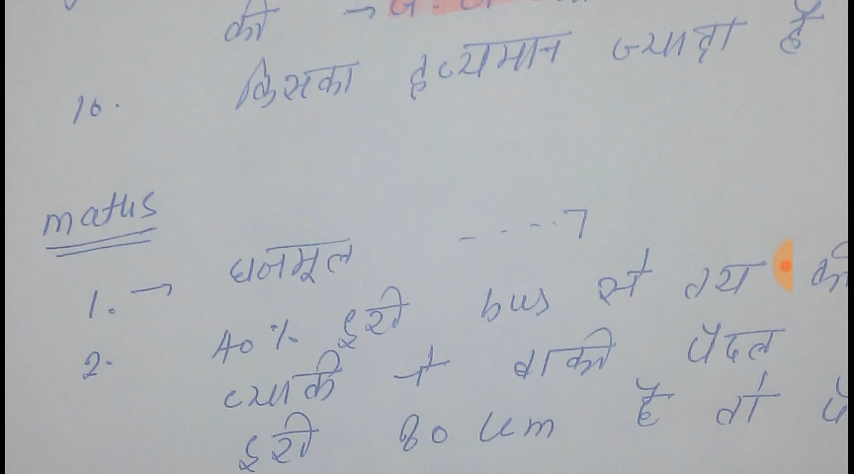 की →
10. किसका द्रव्यमान ज्यादा है
maths
1. → घनमूल - - - - 7
2. 40% दूरी bus से तय की
बाकी पैदल
दूरी 80 km है तो